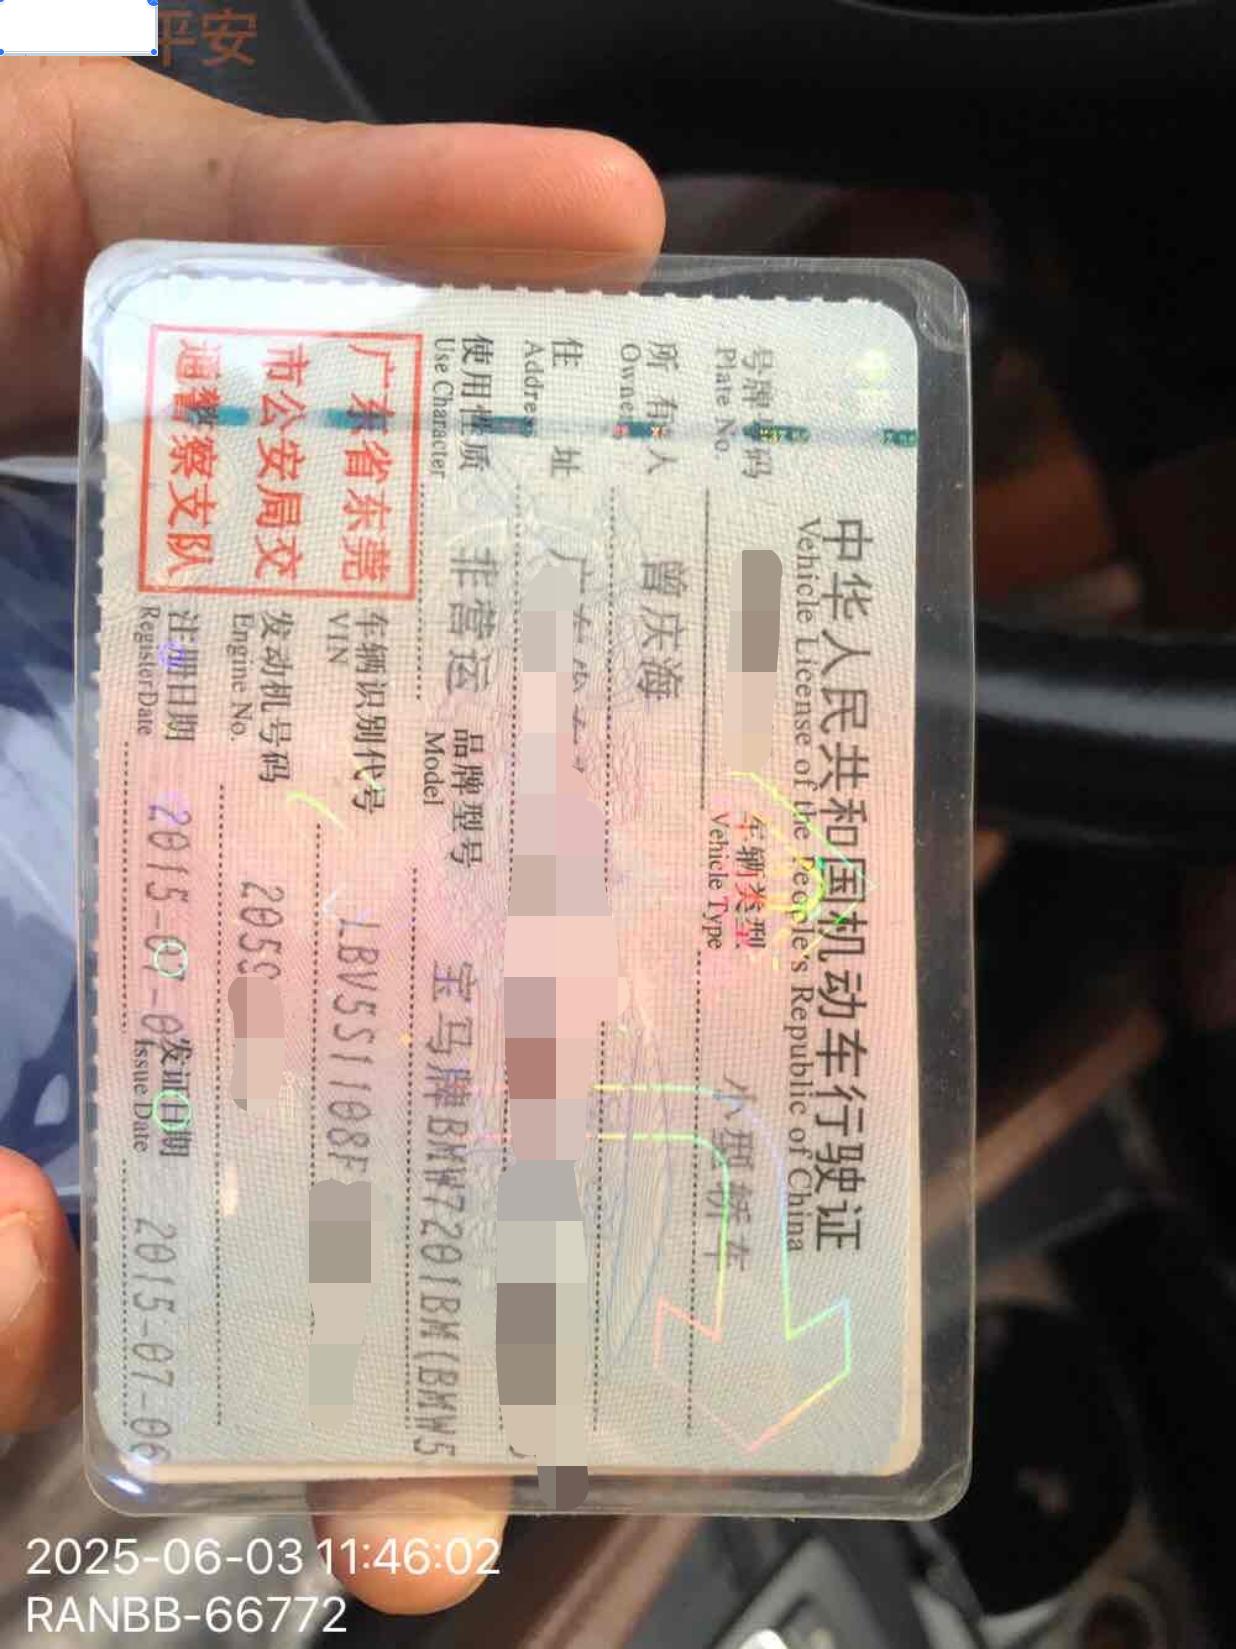 平安
中华人民共和国机动车行驶证
Vehicle License of the People's Republic of China
号牌号码
Plate No.
车辆类型
Vehicle Type
小型轿车
所有人
Owner
曾庆海
住址
Address
广
使用性质
Use Character
非营运
品牌型号
Model
宝马牌BMW7201BM(BMW5
广东省东莞
市公安局交
通警察支队
车辆识别代号
VIN
LBV5S1108F
发动机号码
Engine No.
205S
注册日期
Register Date
2015-07-0
发证日期
Issue Date
2015-07-06
2025-06-03 11:46:02
RANBB-66772